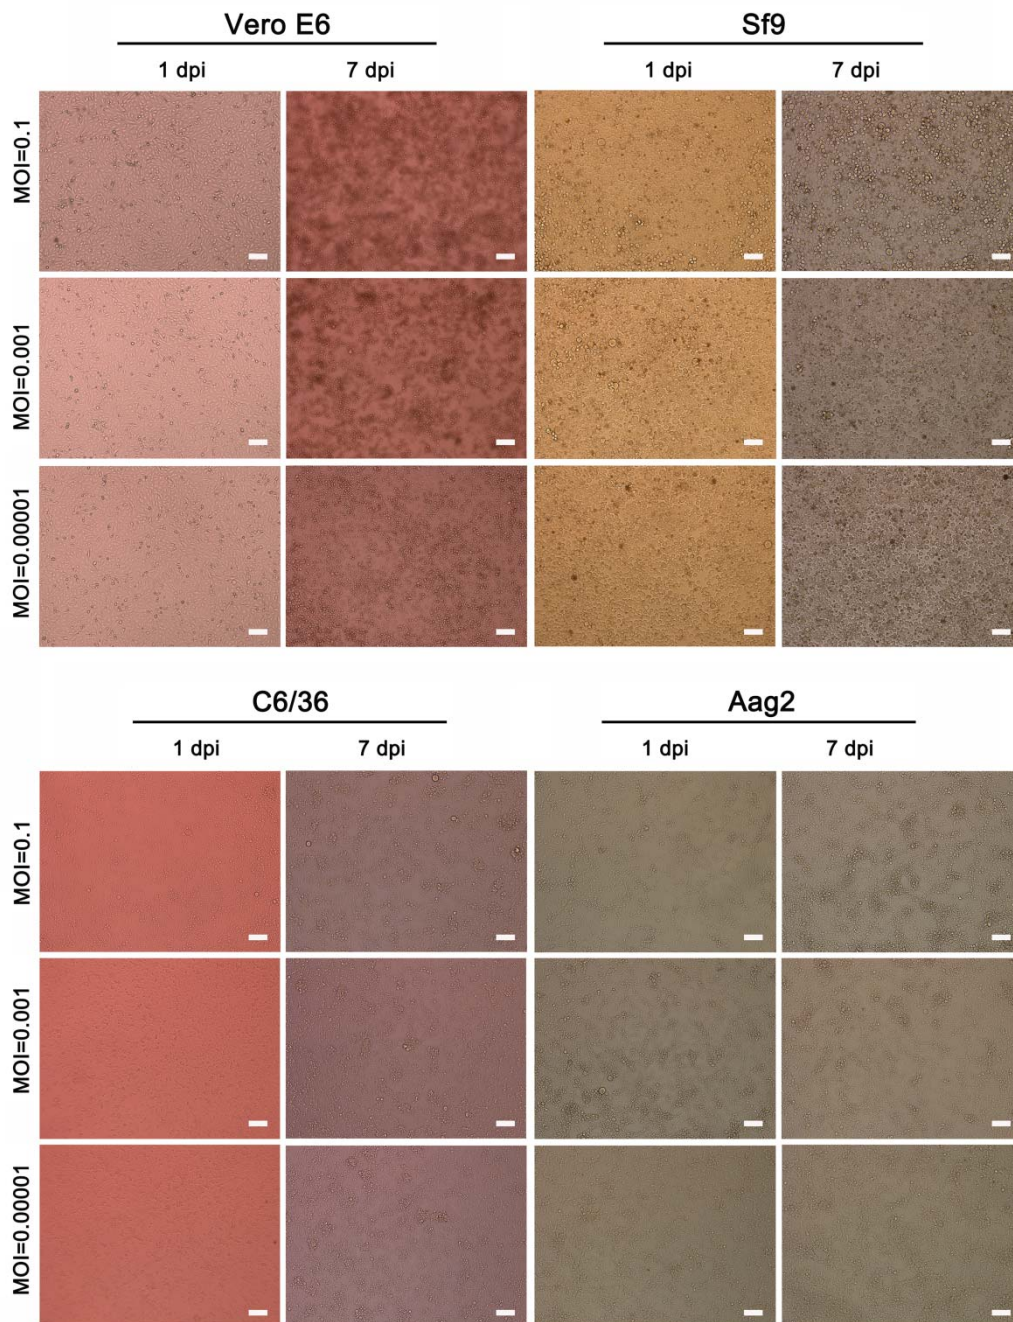 Vero E6 Sf9
1 dpi 7 dpi 1 dpi 7 dpi
MOI=0.1
MOI=0.001
MOI=0.00001
C6/36 Aag2
1 dpi 7 dpi 1 dpi 7 dpi
MOI=0.1
MOI=0.001
MOI=0.00001